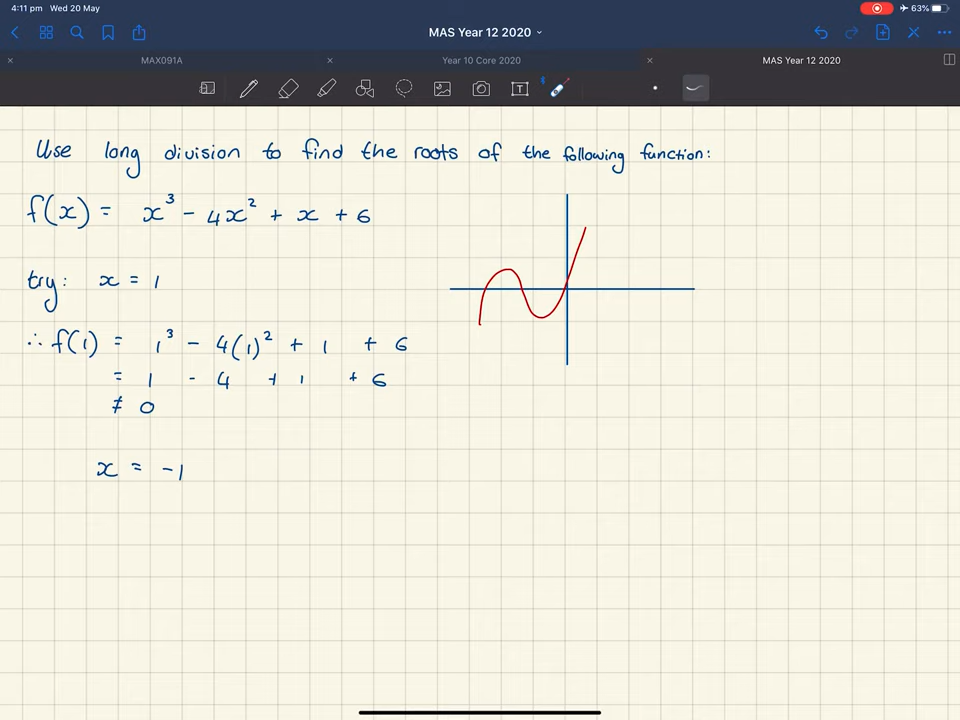 4:11 pm Wed 20 May
63%
MAS Year 12 2020
MAX091A
Year 10 Core 2020
MAS Year 12 2020
Use long division to find the roots of the following function:
f(x) = x³ - 4x² + x + 6
try: x = 1
∴ f(1) = 1³ - 4(1)² + 1 + 6
= 1 - 4 + 1 + 6
≠ 0
x = -1